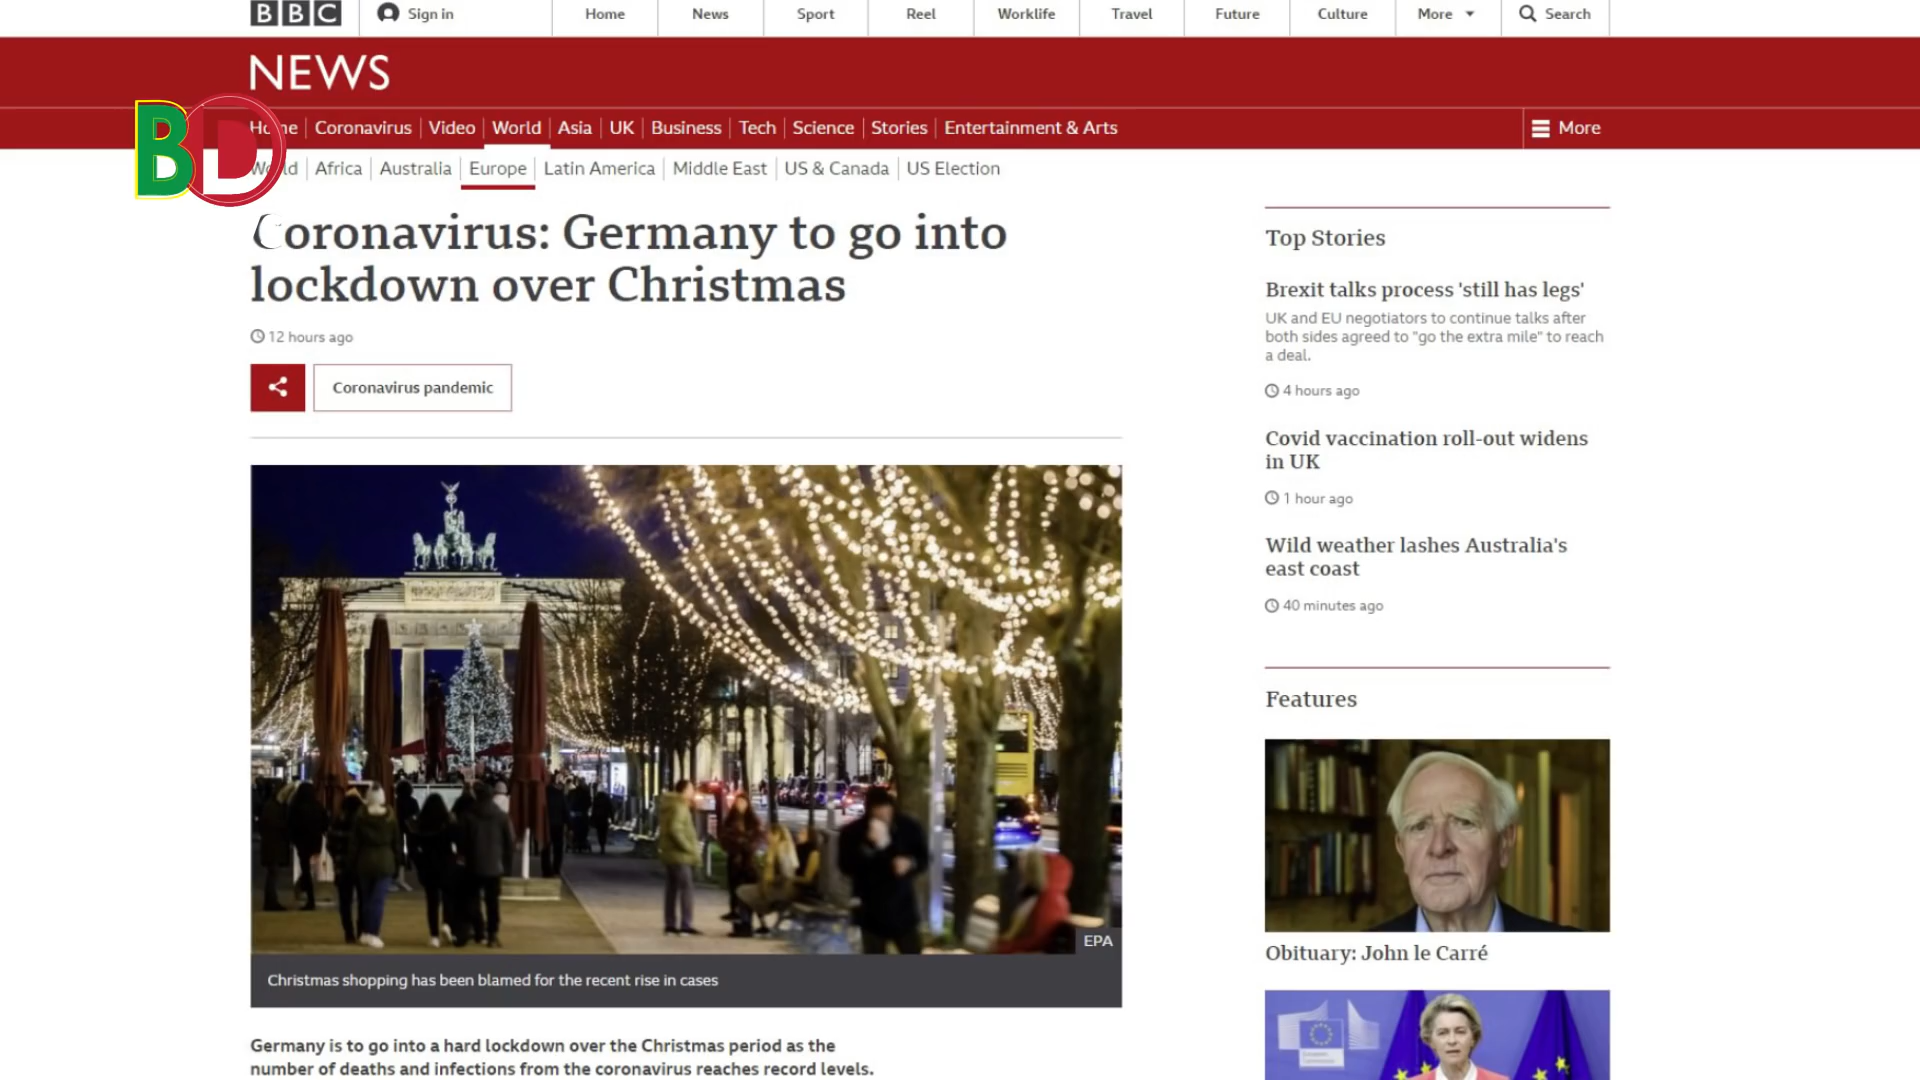 BBC
Sign in
Home
News
Sport
Reel
Worklife
Travel
Future
Culture
More
Search
NEWS
BD
Home
Coronavirus
Video
World
Asia
UK
Business
Tech
Science
Stories
Entertainment & Arts
More
World
Africa
Australia
Europe
Latin America
Middle East
US & Canada
US Election
Coronavirus: Germany to go into
lockdown over Christmas
12 hours ago
Coronavirus pandemic
EPA
Christmas shopping has been blamed for the recent rise in cases
Germany is to go into a hard lockdown over the Christmas period as the
number of deaths and infections from the coronavirus reaches record levels.
Top Stories
Brexit talks process 'still has legs'
UK and EU negotiators to continue talks after
both sides agreed to "go the extra mile" to reach
a deal.
4 hours ago
Covid vaccination roll-out widens
in UK
1 hour ago
Wild weather lashes Australia's
east coast
40 minutes ago
Features
Obituary: John le Carré